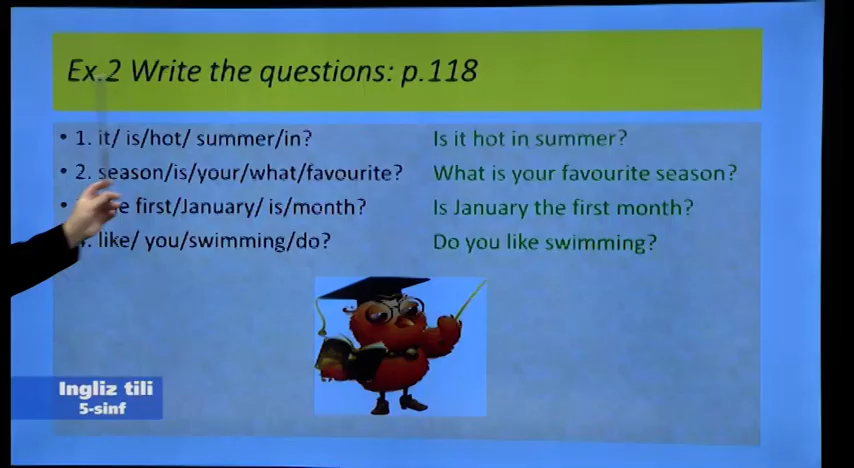 Ex.2 Write the questions: p.118
• 1. it/ is/hot/ summer/in? Is it hot in summer?
• 2. season/is/your/what/favourite? What is your favourite season?
• first/January/ is/month? Is January the first month?
like/ you/swimming/do? Do you like swimming?
Ingliz tili
5-sinf